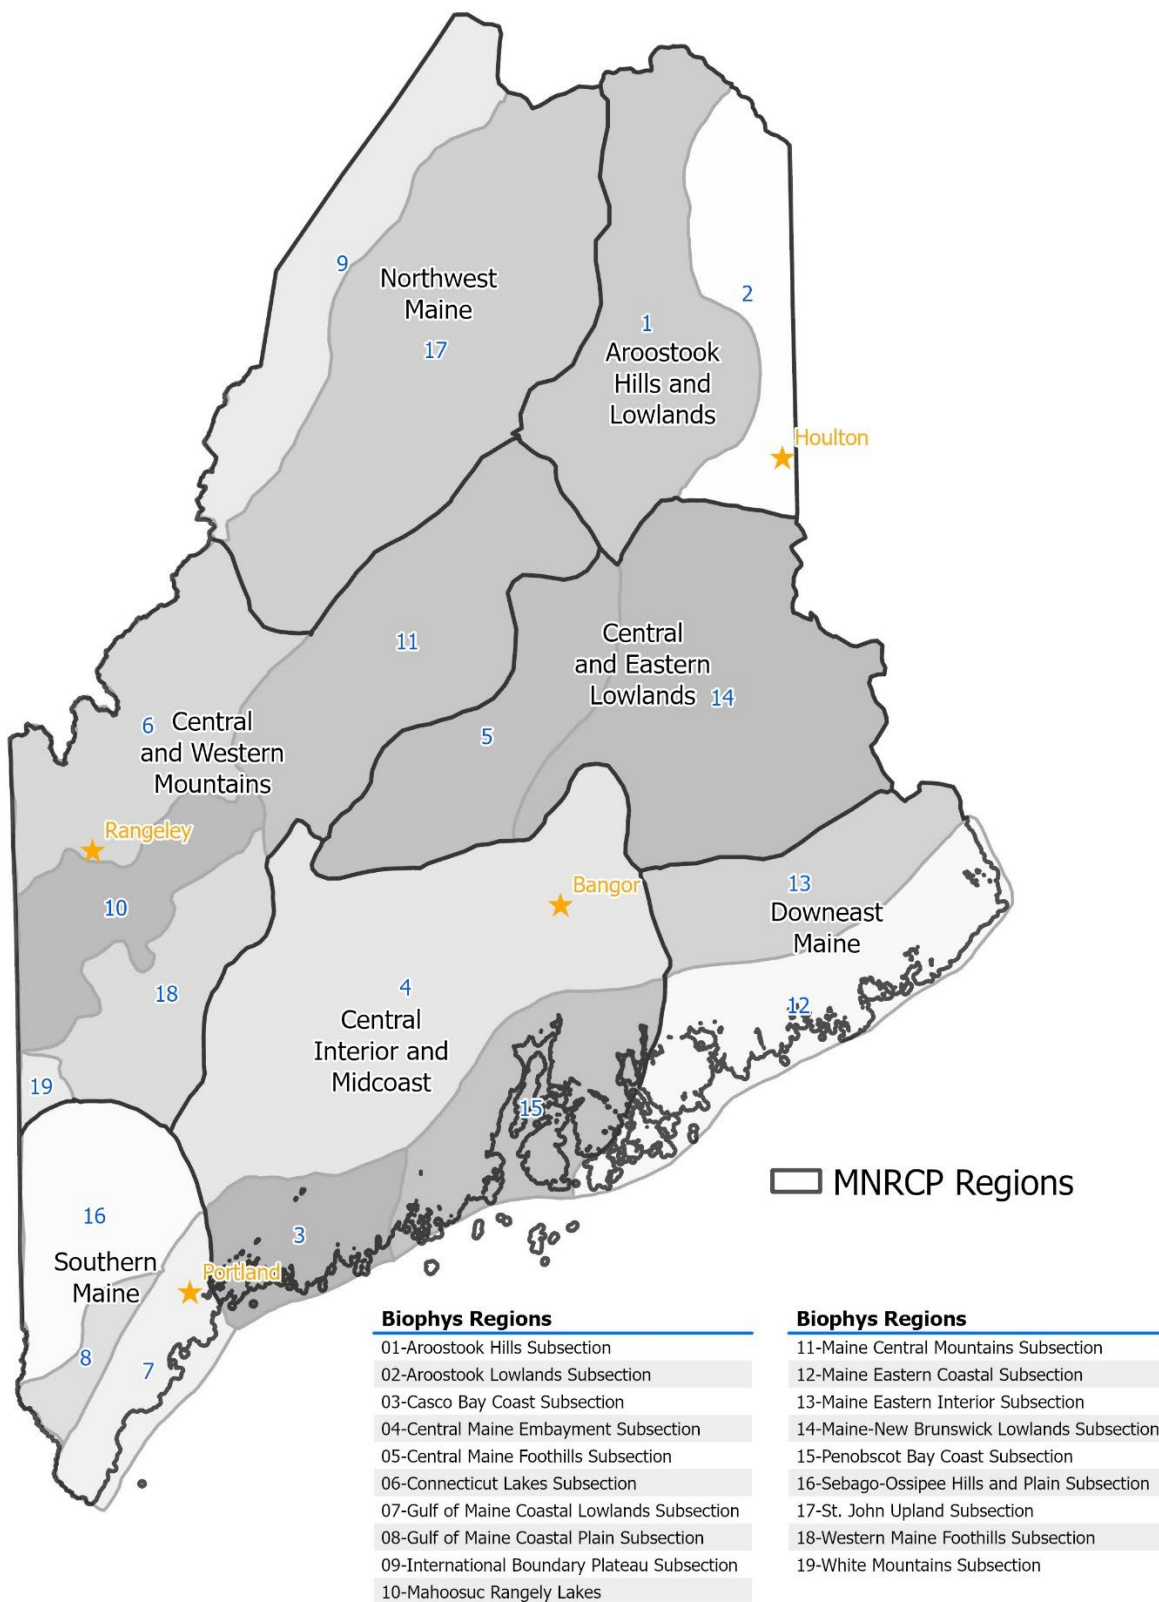 9
Northwest
Maine
17
2
1
Aroostook
Hills and
Lowlands
Houlton
11
Central
and Eastern
Lowlands
14
6
Central
and Western
Mountains
5
Rangeley
10
Bangor
13
Downeast
Maine
18
4
Central
Interior and
Midcoast
12
19
15
MNRCP Regions
16
3
Southern
Maine
Portland
8
7
Biophys Regions
01-Aroostook Hills Subsection
02-Aroostook Lowlands Subsection
03-Casco Bay Coast Subsection
04-Central Maine Embayment Subsection
05-Central Maine Foothills Subsection
06-Connecticut Lakes Subsection
07-Gulf of Maine Coastal Lowlands Subsection
08-Gulf of Maine Coastal Plain Subsection
09-International Boundary Plateau Subsection
10-Mahoosuc Rangely Lakes
Biophys Regions
11-Maine Central Mountains Subsection
12-Maine Eastern Coastal Subsection
13-Maine Eastern Interior Subsection
14-Maine-New Brunswick Lowlands Subsection
15-Penobscot Bay Coast Subsection
16-Sebago-Ossipee Hills and Plain Subsection
17-St. John Upland Subsection
18-Western Maine Foothills Subsection
19-White Mountains Subsection